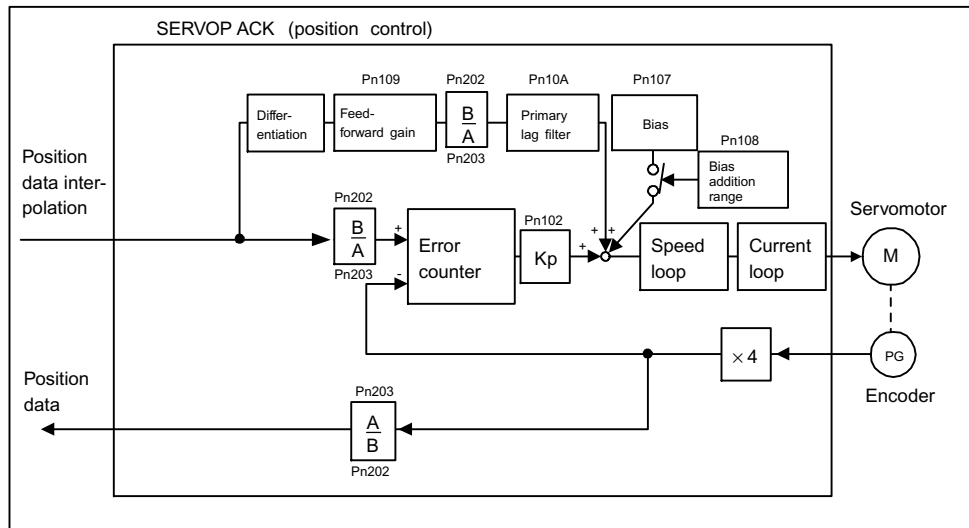 SERVOP ACK (position control)
Pn109
Pn202
Pn10A
Pn107
Differ-
entiation
Feed-
forward gain
B
A
Pn203
Primary
lag filter
Bias
Pn108
Bias
addition
range
Position
data inter-
polation
Pn202
B
A
Pn203
+
-
Error
counter
Pn102
Kp
+
+
+
Speed
loop
Current
loop
Servomotor
M
× 4
PG
Encoder
Position
data
Pn203
A
B
Pn202